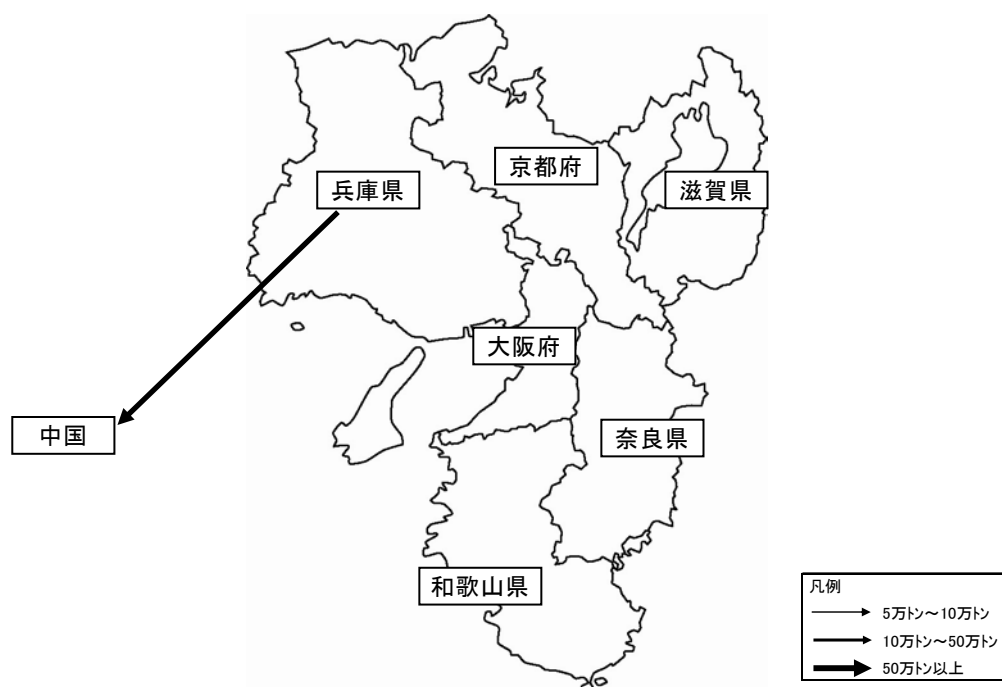 京都府
兵庫県
滋賀県
大阪府
中国
奈良県
和歌山県
凡例
5万トン～10万トン
10万トン～50万トン
50万トン以上